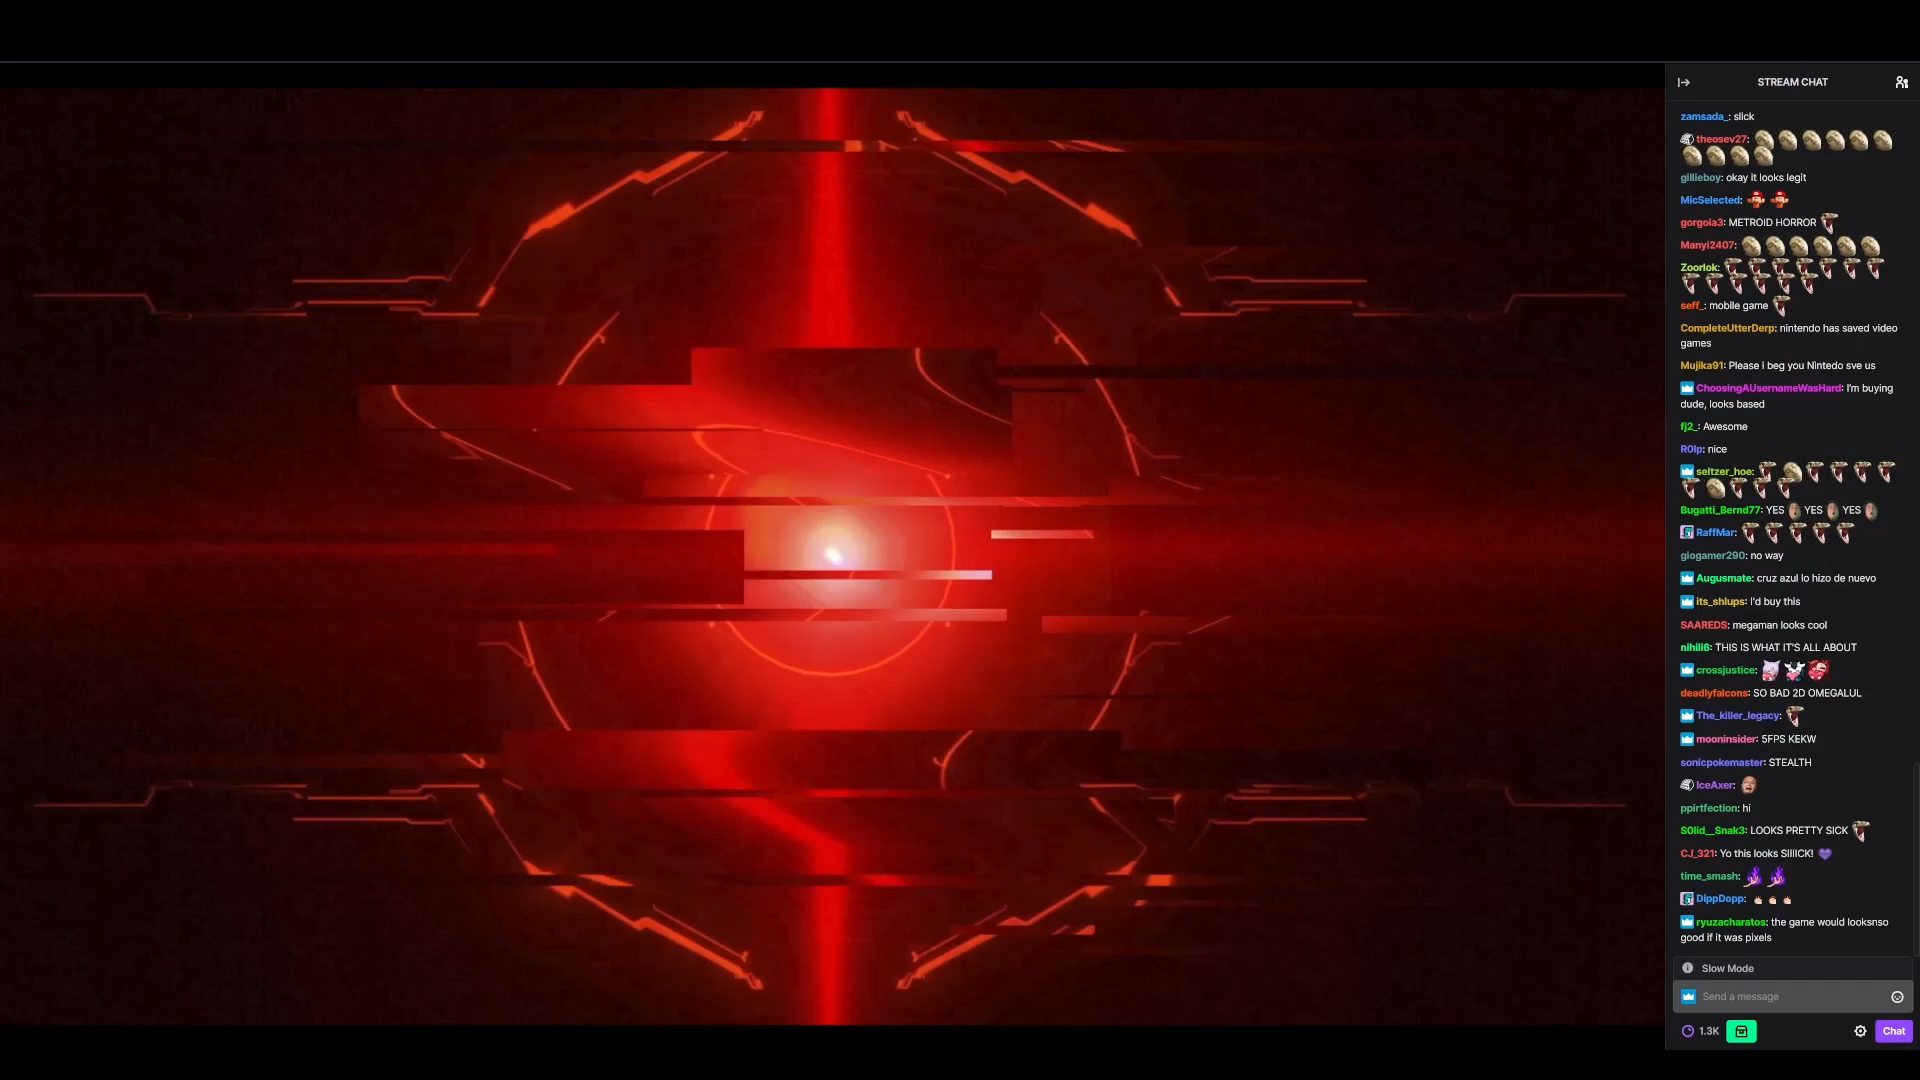 STREAM CHAT
zamsada_: slick
theosev27:
gillieboy: okay it looks legit
MicSelected:
gorgola3: METROID HORROR
Manyi2407:
Zoorlok:
seff_: mobile game
CompleteUtterDerp: nintendo has saved video
games
Mujika91: Please i beg you Nintedo sve us
ChoosingAUsernameWasHard: I'm buying
dude, looks based
fj2_: Awesome
R0lp: nice
seltzer_hoe:
Bugatti_Bernd77: YES YES YES
RaffMar:
giogamer290: no way
Augusmate: cruz azul lo hizo de nuevo
its_shlups: I'd buy this
SAAREDS: megaman looks cool
nihili6: THIS IS WHAT IT'S ALL ABOUT
crossjustice:
deadlyfalcons: SO BAD 2D OMEGALUL
The_killer_legacy:
mooninsider: 5FPS KEKW
sonicpokemaster: STEALTH
IceAxer:
ppirtfection: hi
S0lid__Snak3: LOOKS PRETTY SICK
CJ_321: Yo this looks SIIIICK!
time_smash:
DippDopp:
ryuzacharatos: the game would looksnso
good if it was pixels
Slow Mode
Send a message
1.3K
Chat